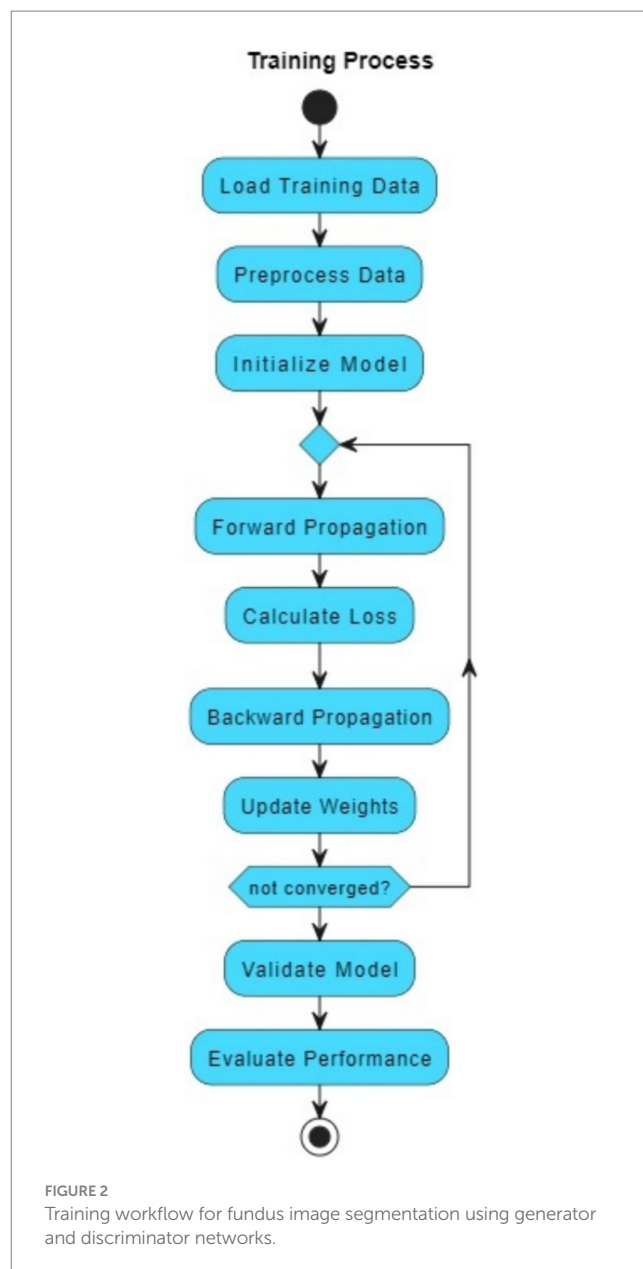 Training Process
Load Training Data
Preprocess Data
Initialize Model
Forward Propagation
Calculate Loss
Backward Propagation
Update Weights
not converged?
Validate Model
Evaluate Performance
FIGURE 2
Training workflow for fundus image segmentation using generator
and discriminator networks.